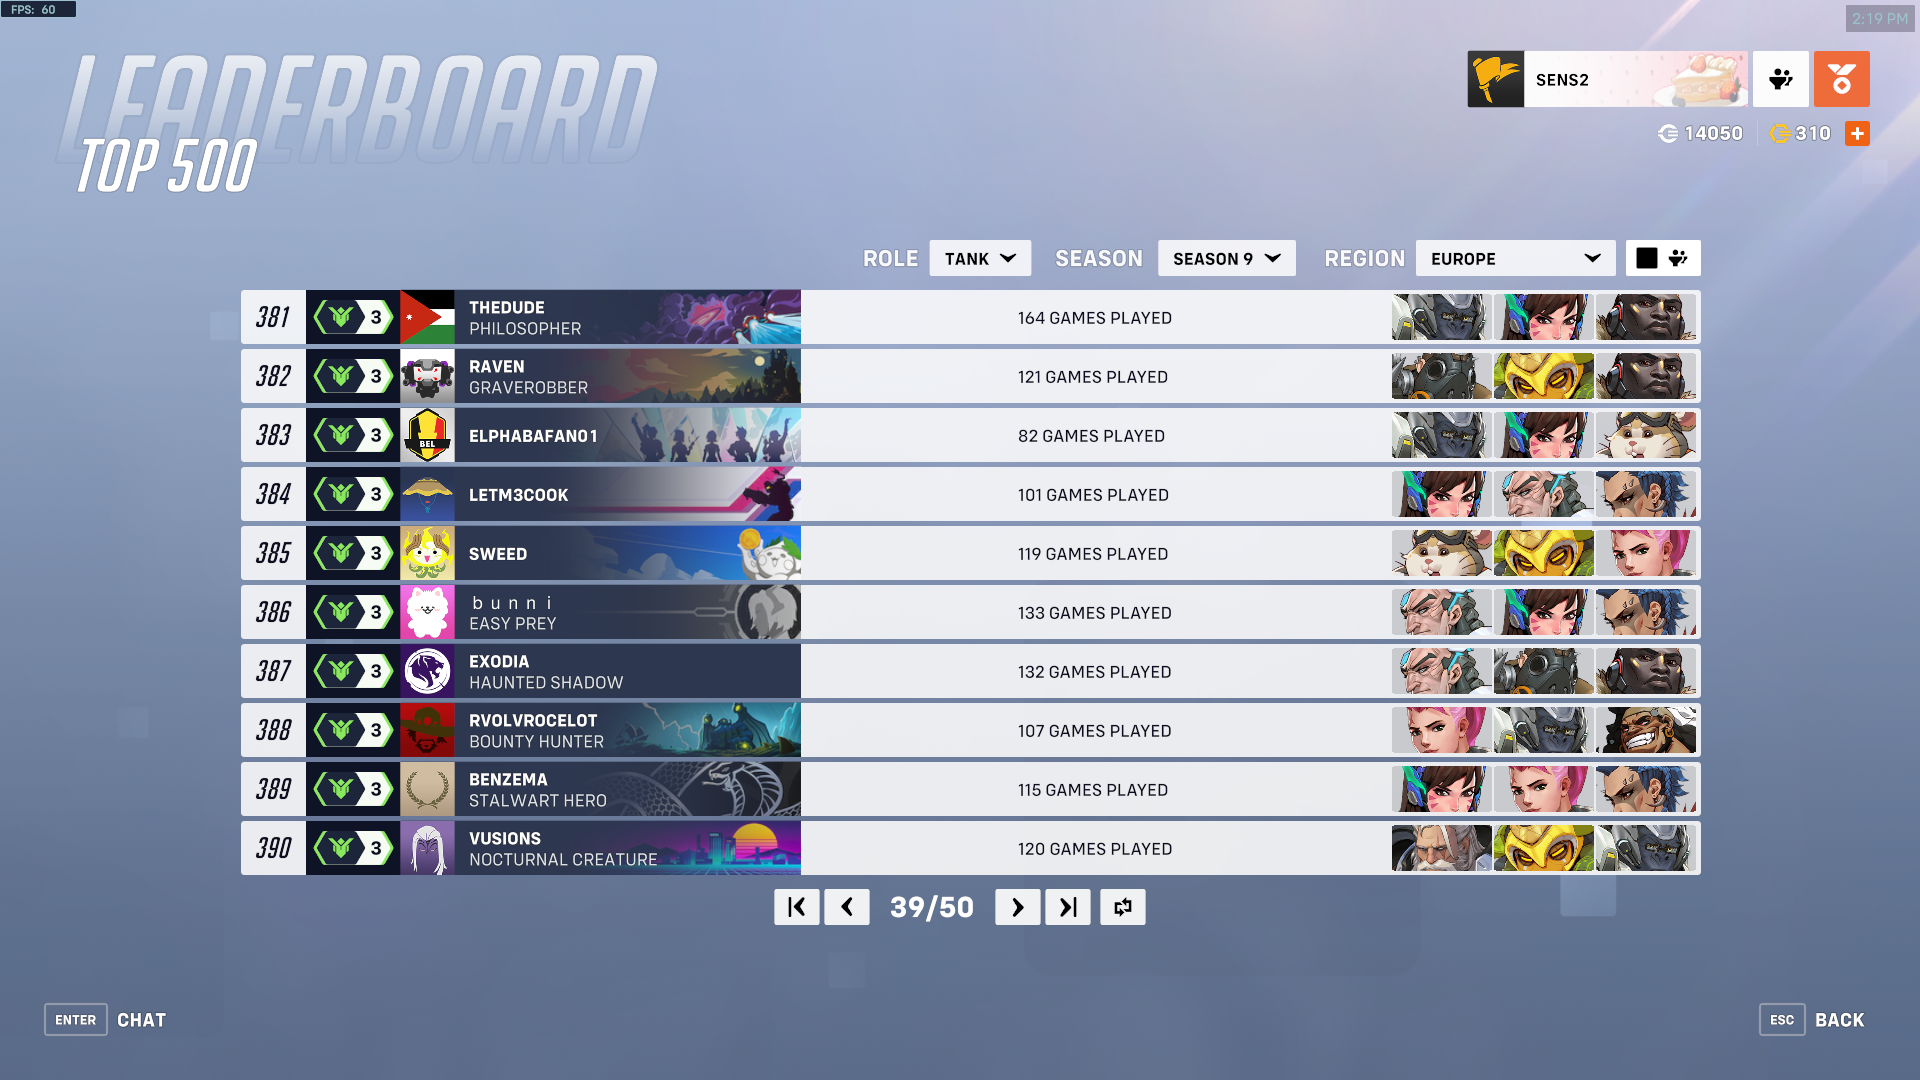 FPS: 60
2:19 PM
LEADERBOARD
TOP 500
SENS2
14050
310
ROLE TANK SEASON SEASON 9 REGION EUROPE
381 3 THEDUDE 164 GAMES PLAYED
PHILOSOPHER
382 3 RAVEN 121 GAMES PLAYED
GRAVEROBBER
383 3 BEL ELPHABAFANO1 82 GAMES PLAYED
384 3 LETM3COOK 101 GAMES PLAYED
385 3 SWEED 119 GAMES PLAYED
386 3 b u n n i 133 GAMES PLAYED
EASY PREY
387 3 EXODIA 132 GAMES PLAYED
HAUNTED SHADOW
388 3 RVOLVROCELOT 107 GAMES PLAYED
BOUNTY HUNTER
389 3 BENZEMA 115 GAMES PLAYED
STALWART HERO
390 3 VUSIONS 120 GAMES PLAYED
NOCTURNAL CREATURE
39/50
ENTER CHAT
ESC BACK